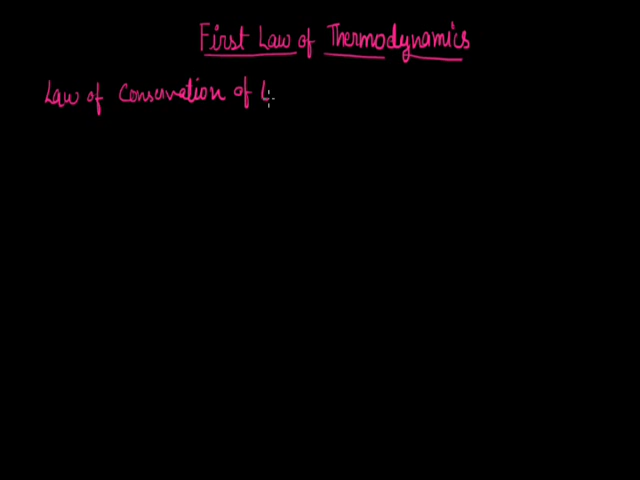 First Law of Thermodynamics
Law of Conservation of